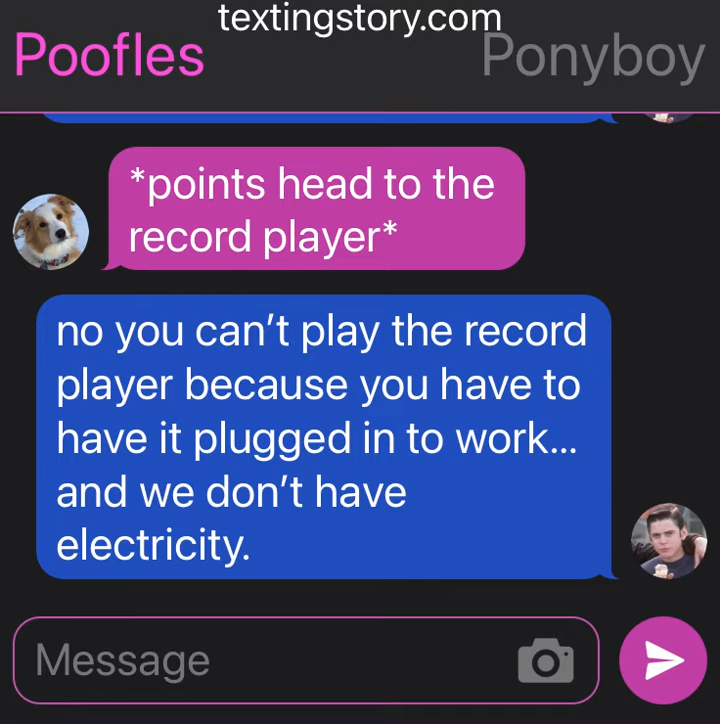 textingstory.com
Poofles
Ponyboy
*points head to the
record player*
no you can’t play the record
player because you have to
have it plugged in to work...
and we don’t have
electricity.
Message